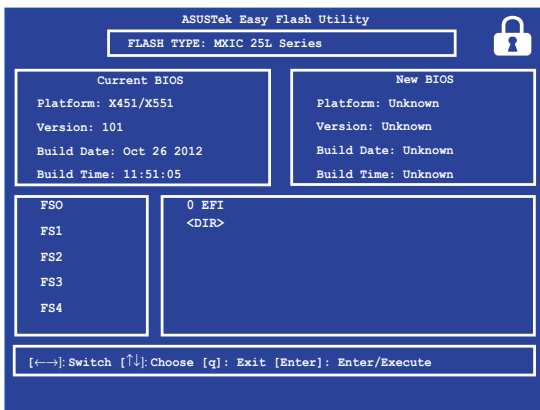 ASUSTek Easy Flash Utility
FLASH TYPE: MXIC 25L Series
Current BIOS
Platform: X451/X551
Version: 101
Build Date: Oct 26 2012
Build Time: 11:51:05
New BIOS
Platform: Unknown
Version: Unknown
Build Date: Unknown
Build Time: Unknown
FSO
FS1
FS2
FS3
FS4
0 EFI
<DIR>
[←→]: Switch [↑↓]: Choose [q]: Exit [Enter]: Enter/Execute